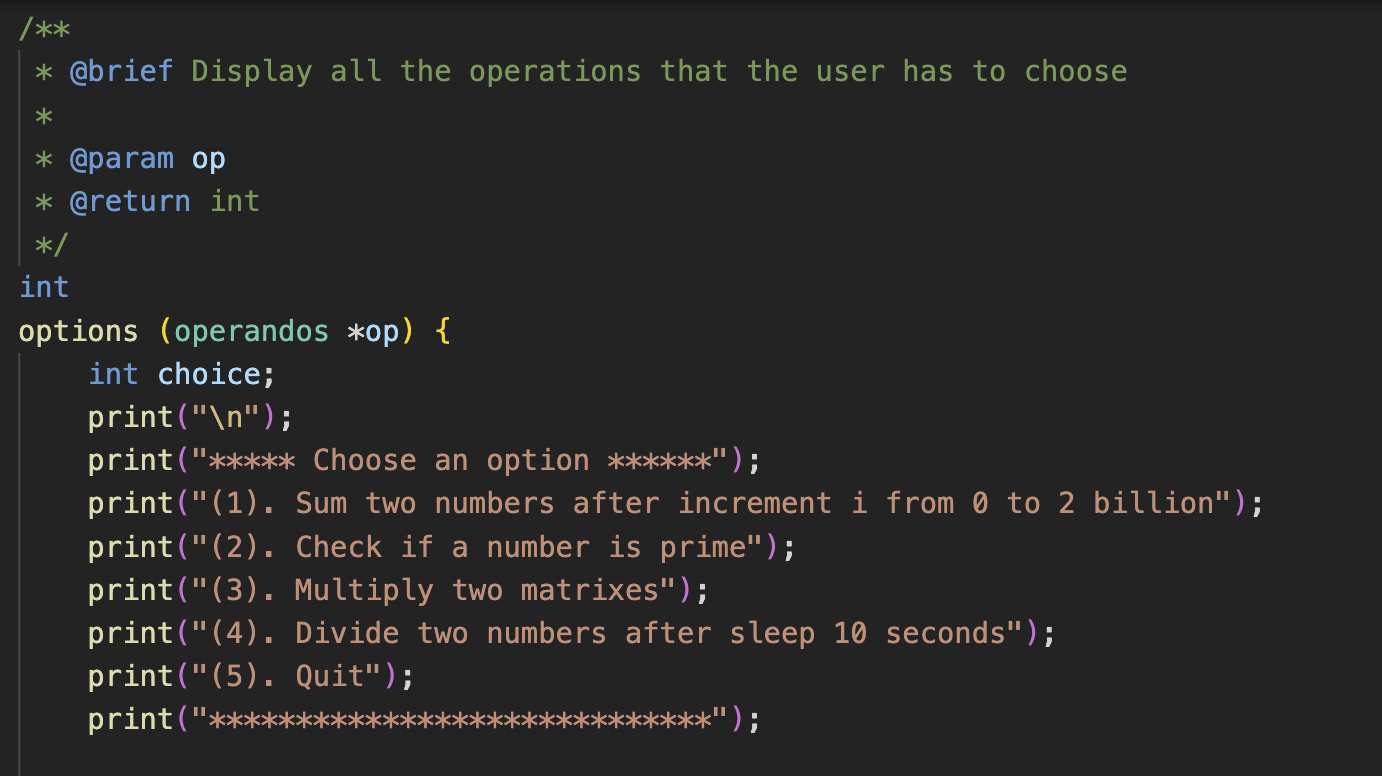 /**
 * @brief Display all the operations that the user has to choose
 *
 * @param op
 * @return int
 */
int
options (operandos *op) {
    int choice;
    print("\n");
    print("***** Choose an option ******");
    print("(1). Sum two numbers after increment i from 0 to 2 billion");
    print("(2). Check if a number is prime");
    print("(3). Multiply two matrixes");
    print("(4). Divide two numbers after sleep 10 seconds");
    print("(5). Quit");
    print("*****************************");